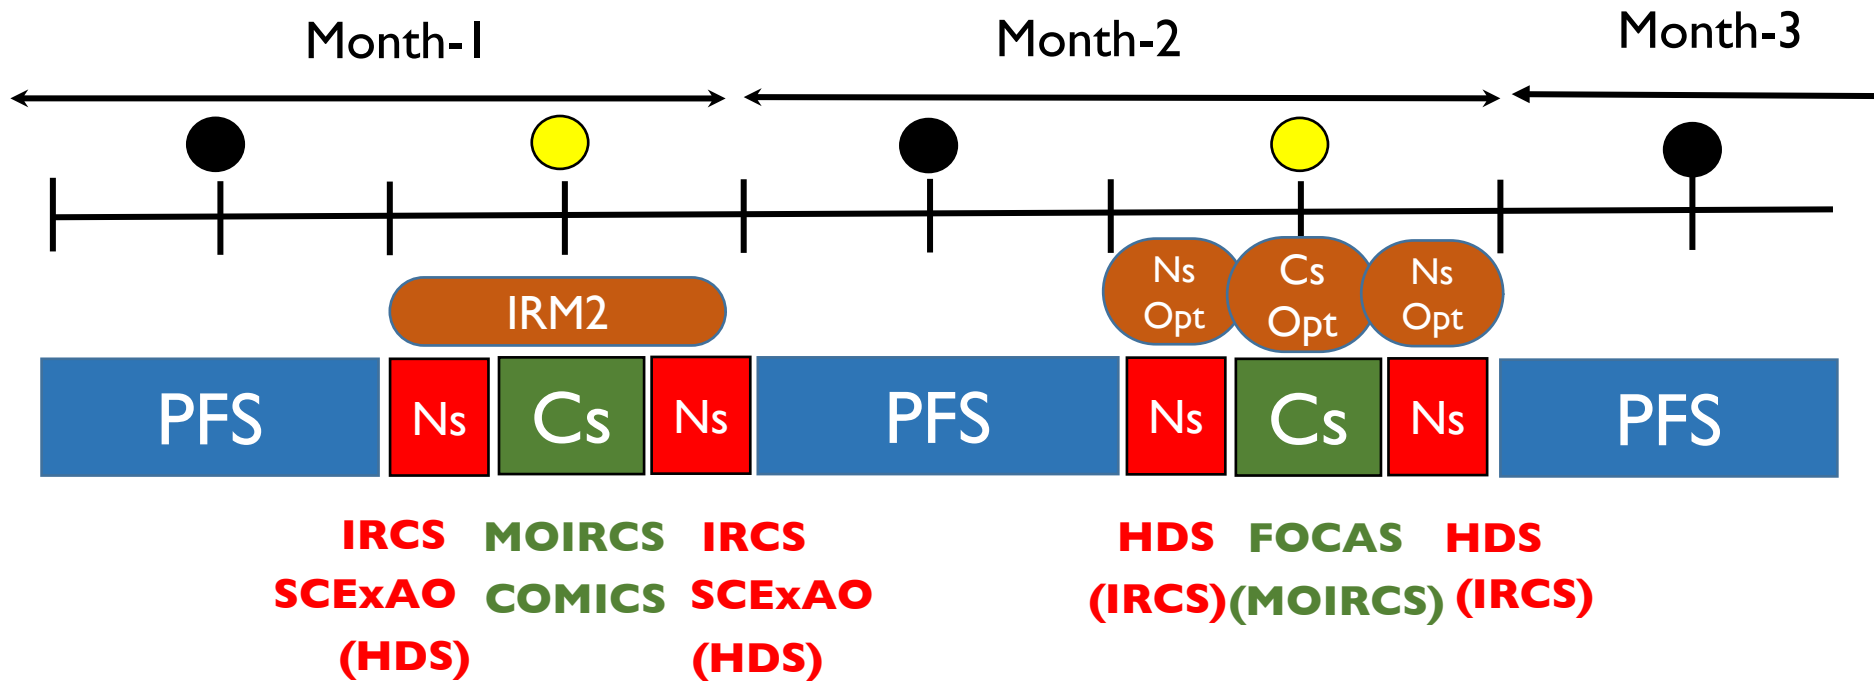 Month-1 Month-2 Month-3
IRM2
Ns Opt
Cs Opt
Ns Opt
PFS Ns Cs Ns PFS Ns Cs Ns PFS
IRCS MOIRCS IRCS HDS FOCAS HDS
SCExAO COMICS SCExAO (IRCS) (MOIRCS) (IRCS)
(HDS) (HDS)